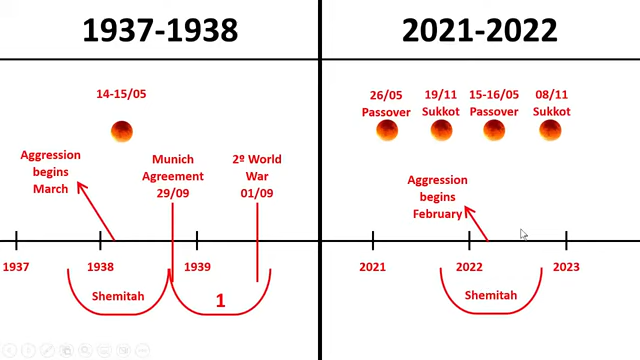 1937-1938
2021-2022
14-15/05
Aggression
begins
March
Munich
Agreement
29/09
2º World
War
01/09
1937
1938
1939
Shemitah
1
26/05
Passover
19/11
Sukkot
15-16/05
Passover
08/11
Sukkot
Aggression
begins
February
2021
2022
2023
Shemitah